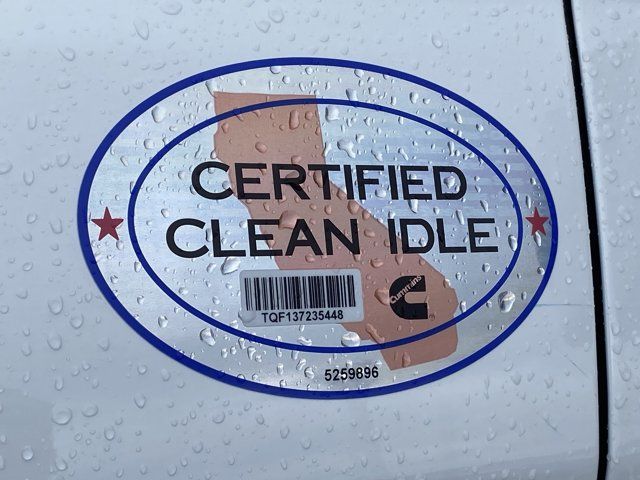 CERTIFIED
CLEAN IDLE
TQF137235448
Cummins
5259896